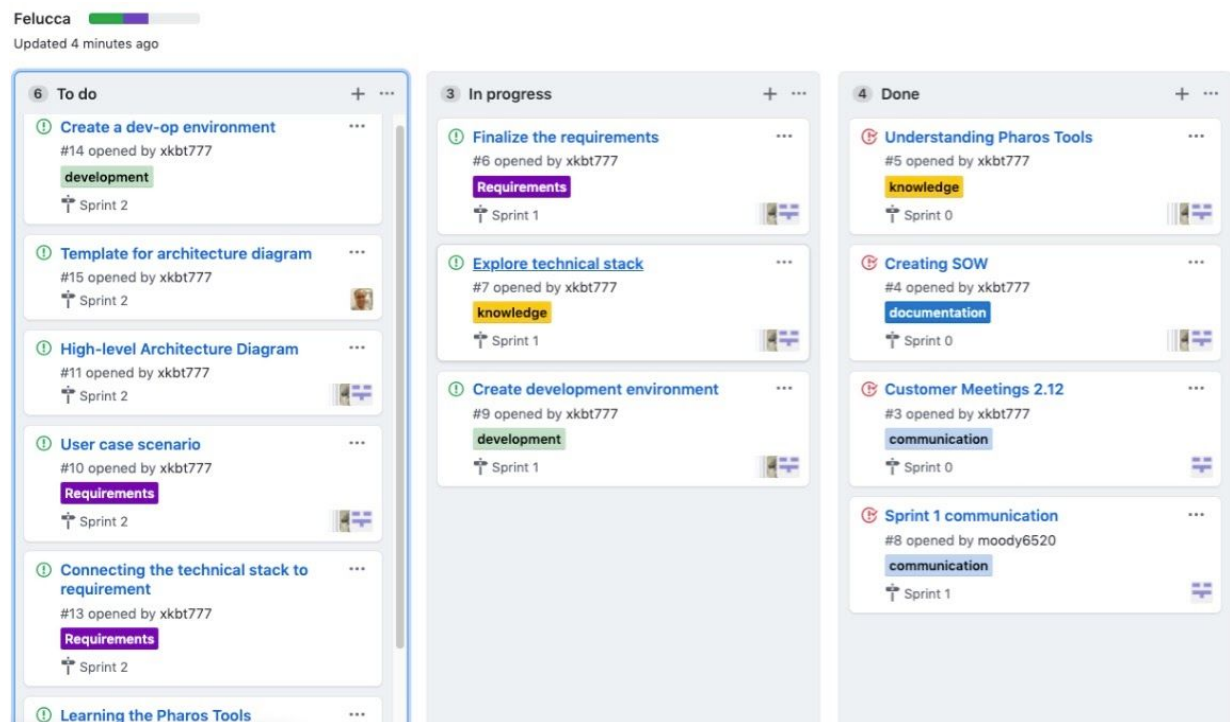 Felucca
Updated 4 minutes ago
6 To do
Create a dev-op environment
#14 opened by xkbt777
development
Sprint 2
Template for architecture diagram
#15 opened by xkbt777
Sprint 2
High-level Architecture Diagram
#11 opened by xkbt777
Sprint 2
User case scenario
#10 opened by xkbt777
Requirements
Sprint 2
Connecting the technical stack to
requirement
#13 opened by xkbt777
Requirements
Sprint 2
Learning the Pharos Tools
3 In progress
Finalize the requirements
#6 opened by xkbt777
Requirements
Sprint 1
Explore technical stack
#7 opened by xkbt777
knowledge
Sprint 1
Create development environment
#9 opened by xkbt777
development
Sprint 1
4 Done
Understanding Pharos Tools
#5 opened by xkbt777
knowledge
Sprint 0
Creating SOW
#4 opened by xkbt777
documentation
Sprint 0
Customer Meetings 2.12
#3 opened by xkbt777
communication
Sprint 0
Sprint 1 communication
#8 opened by moody6520
communication
Sprint 1